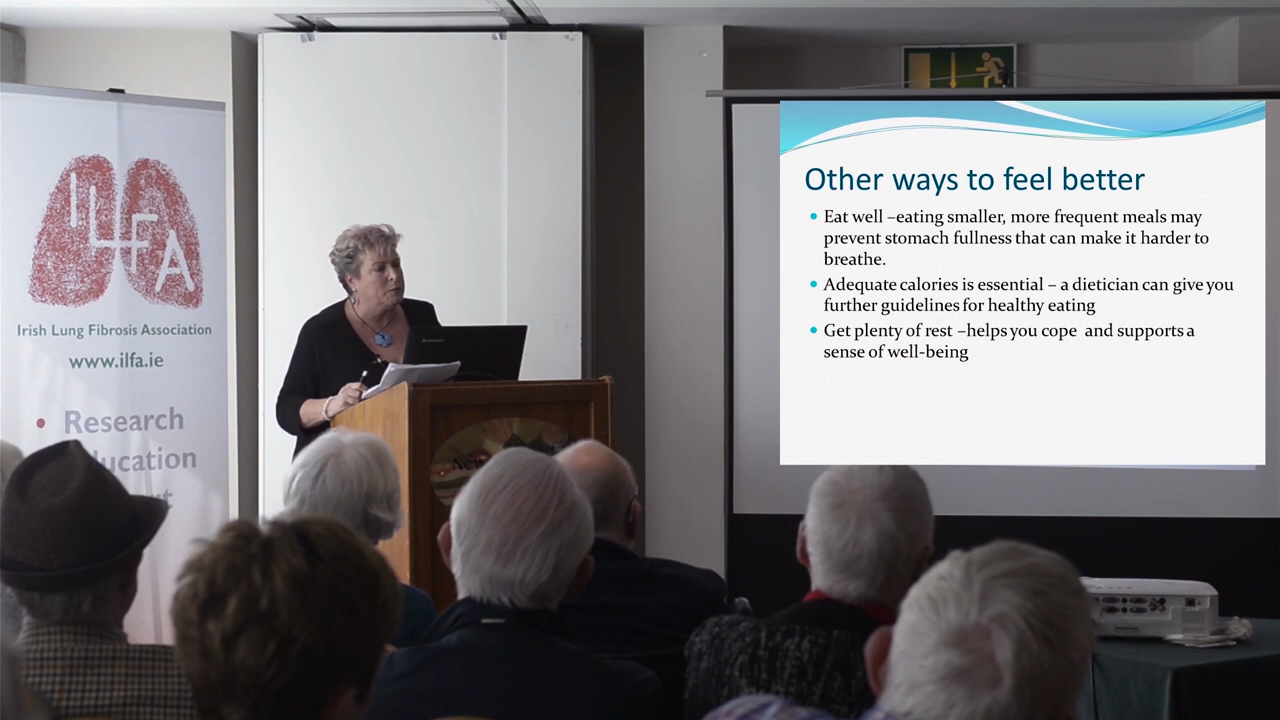 ILFA
Irish Lung Fibrosis Association
www.ilfa.ie
• Research
ucation
Other ways to feel better
• Eat well –eating smaller, more frequent meals may
prevent stomach fullness that can make it harder to
breathe.
• Adequate calories is essential – a dietician can give you
further guidelines for healthy eating
• Get plenty of rest –helps you cope and supports a
sense of well-being